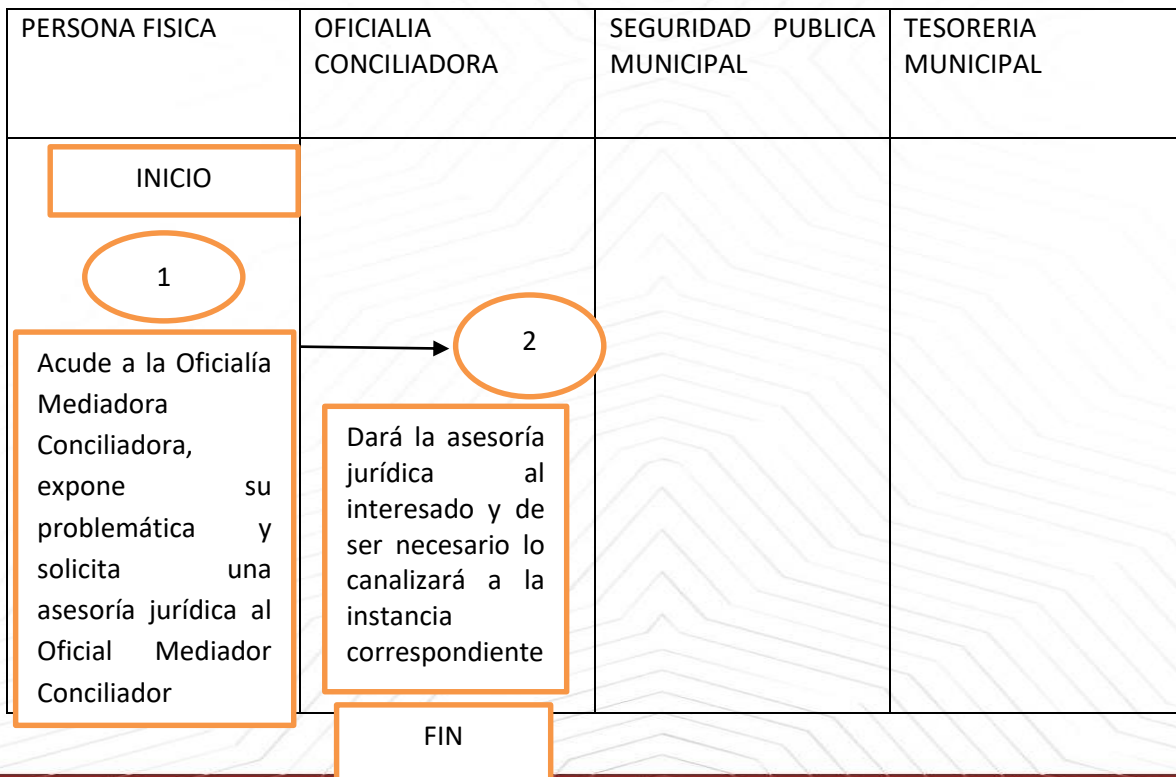 PERSONA FISICA
OFICIALIA
CONCILIADORA
SEGURIDAD PUBLICA
MUNICIPAL
TESORERIA
MUNICIPAL
INICIO
1
Acude a la Oficialía
Mediadora
Conciliadora,
expone su
problemática y
solicita una
asesoría jurídica al
Oficial Mediador
Conciliador
2
Dará la asesoría
jurídica al
interesado y de
ser necesario lo
canalizará a la
instancia
correspondiente
FIN